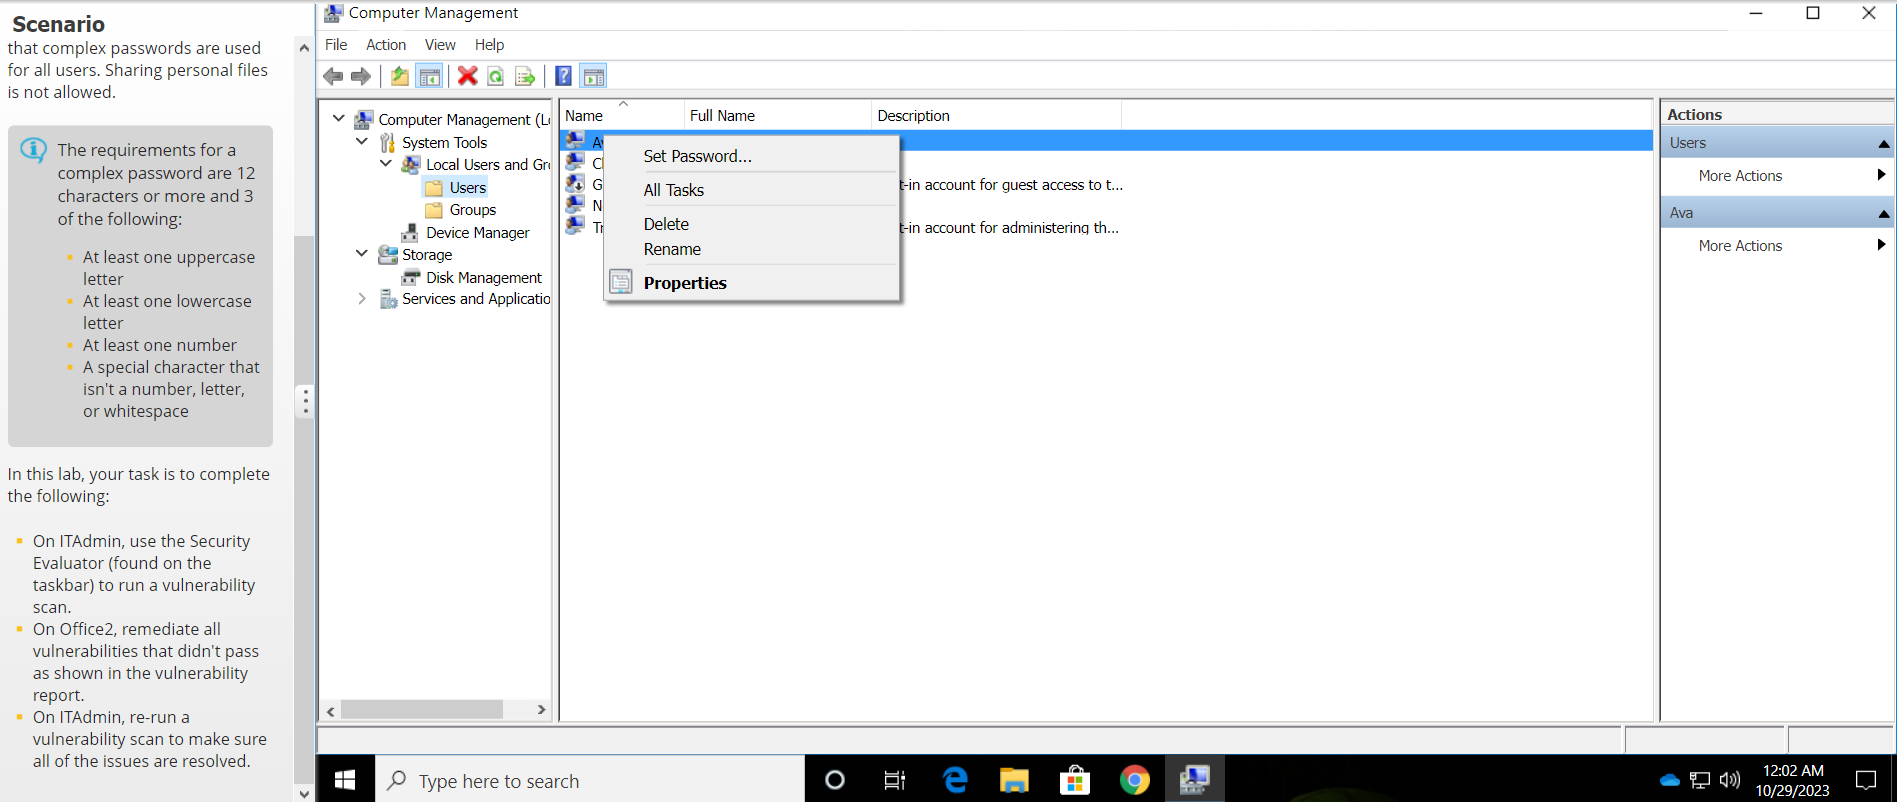 Scenario
that complex passwords are used
for all users. Sharing personal files
is not allowed.
The requirements for a
complex password are 12
characters or more and 3
of the following:
At least one uppercase
letter
At least one lowercase
letter
At least one number
A special character that
isn't a number, letter,
or whitespace
In this lab, your task is to complete
the following:
On ITAdmin, use the Security
Evaluator (found on the
taskbar) to run a vulnerability
scan.
On Office2, remediate all
vulnerabilities that didn't pass
as shown in the vulnerability
report.
On ITAdmin, re-run a
vulnerability scan to make sure
all of the issues are resolved.
Computer Management
File Action View Help
Computer Management (Lo
System Tools
Local Users and Gro
Users
Groups
Device Manager
Storage
Disk Management
Services and Applicatio
Name Full Name Description
t-in account for guest access to t...
t-in account for administering th...
Set Password...
All Tasks
Delete
Rename
Properties
Actions
Users
More Actions
Ava
More Actions
Type here to search
12:02 AM
10/29/2023